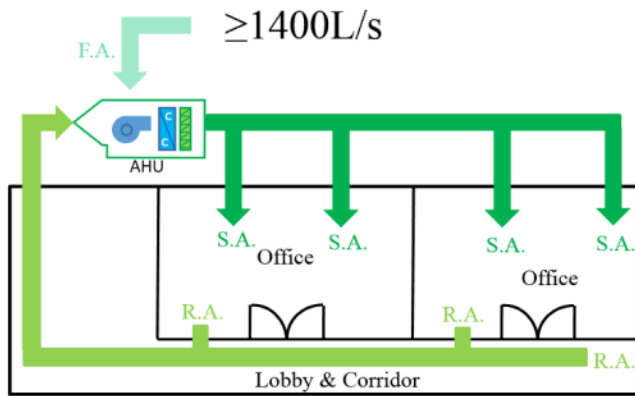 ≥1400L/s
F.A.
C
C
AHU
S.A.
S.A.
S.A.
S.A.
Office
Office
R.A.
R.A.
R.A.
Lobby & Corridor